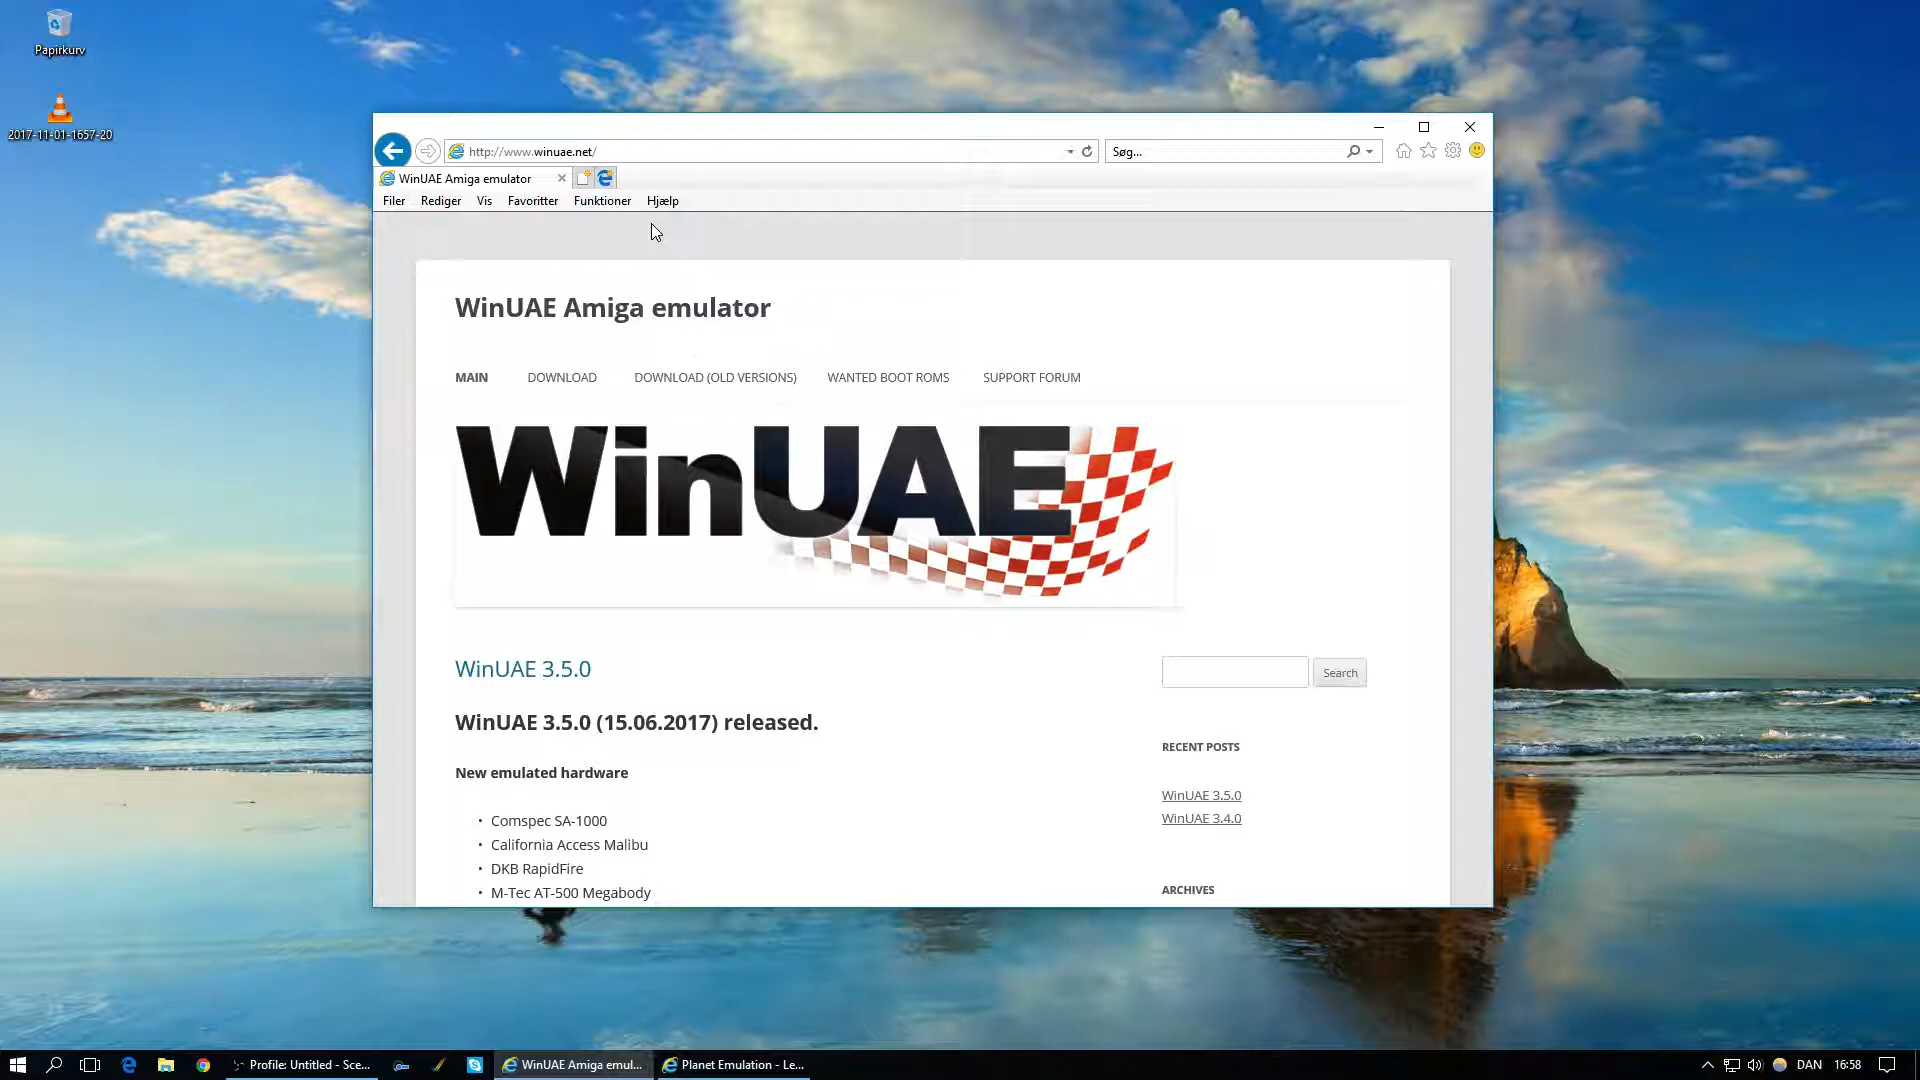 Papirkurv
2017-11-01-1657-20
http://www.winuae.net/
Søg...
WinUAE Amiga emulator
Filer Rediger Vis Favoritter Funktioner Hjælp
WinUAE Amiga emulator
MAIN DOWNLOAD DOWNLOAD (OLD VERSIONS) WANTED BOOT ROMS SUPPORT FORUM
WinUAE
WinUAE 3.5.0
Search
WinUAE 3.5.0 (15.06.2017) released.
RECENT POSTS
New emulated hardware
WinUAE 3.5.0
• Comspec SA-1000
WinUAE 3.4.0
• California Access Malibu
• DKB RapidFire
ARCHIVES
• M-Tec AT-500 Megabody
Profile: Untitled - Sce...
WinUAE Amiga emul...
Planet Emulation - Le...
DAN 16:58